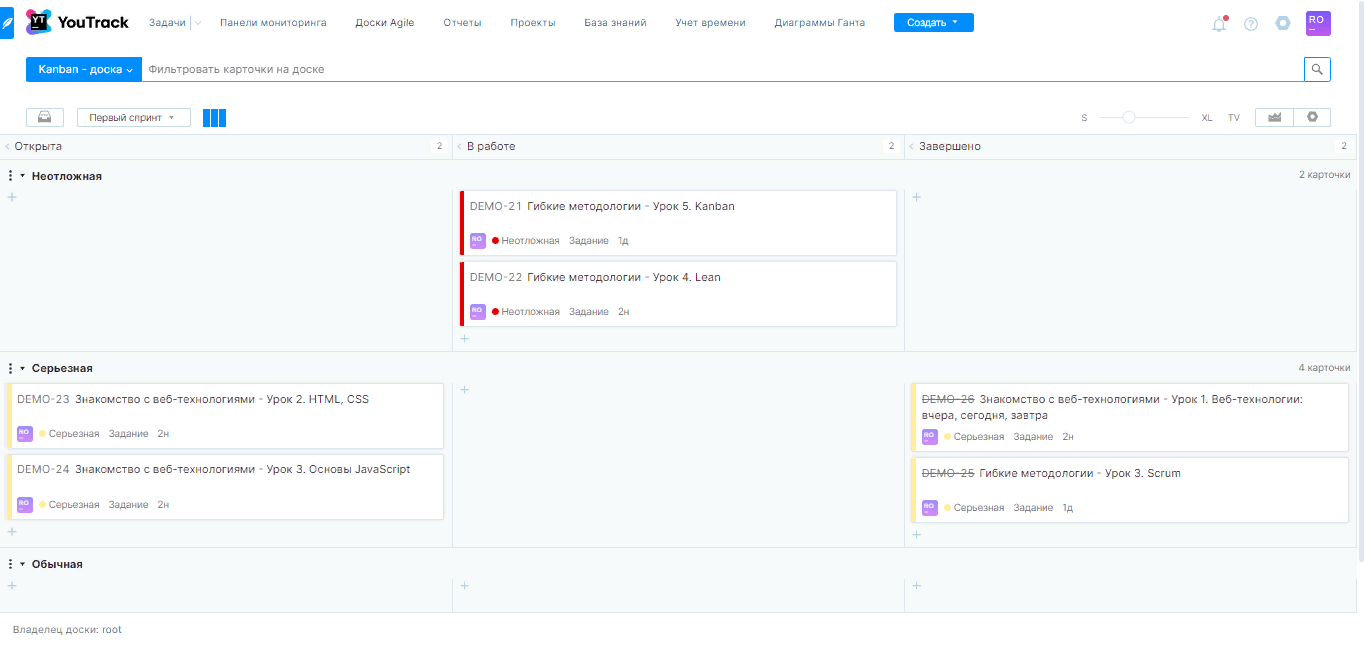 YT YouTrack Задачи Панели мониторинга Доски Agile Отчеты Проекты База знаний Учет времени Диаграммы Ганта Создать RO
Kanban - доска Фильтровать карточки на доске
Первый спринт S XL TV
Открыта 2 В работе 2 Завершено 2
Неотложная 2 карточки
DEMO-21 Гибкие методологии - Урок 5. Kanban
RO Неотложная Задание 1д
DEMO-22 Гибкие методологии - Урок 4. Lean
RO Неотложная Задание 2н
Серьезная 4 карточки
DEMO-23 Знакомство с веб-технологиями - Урок 2. HTML, CSS
RO Серьезная Задание 2н
DEMO-24 Знакомство с веб-технологиями - Урок 3. Основы JavaScript
RO Серьезная Задание 2н
DEMO-26 Знакомство с веб-технологиями - Урок 1. Веб-технологии:
вчера, сегодня, завтра
RO Серьезная Задание 2н
DEMO-25 Гибкие методологии - Урок 3. Scrum
RO Серьезная Задание 1д
Обычная
Владелец доски: root